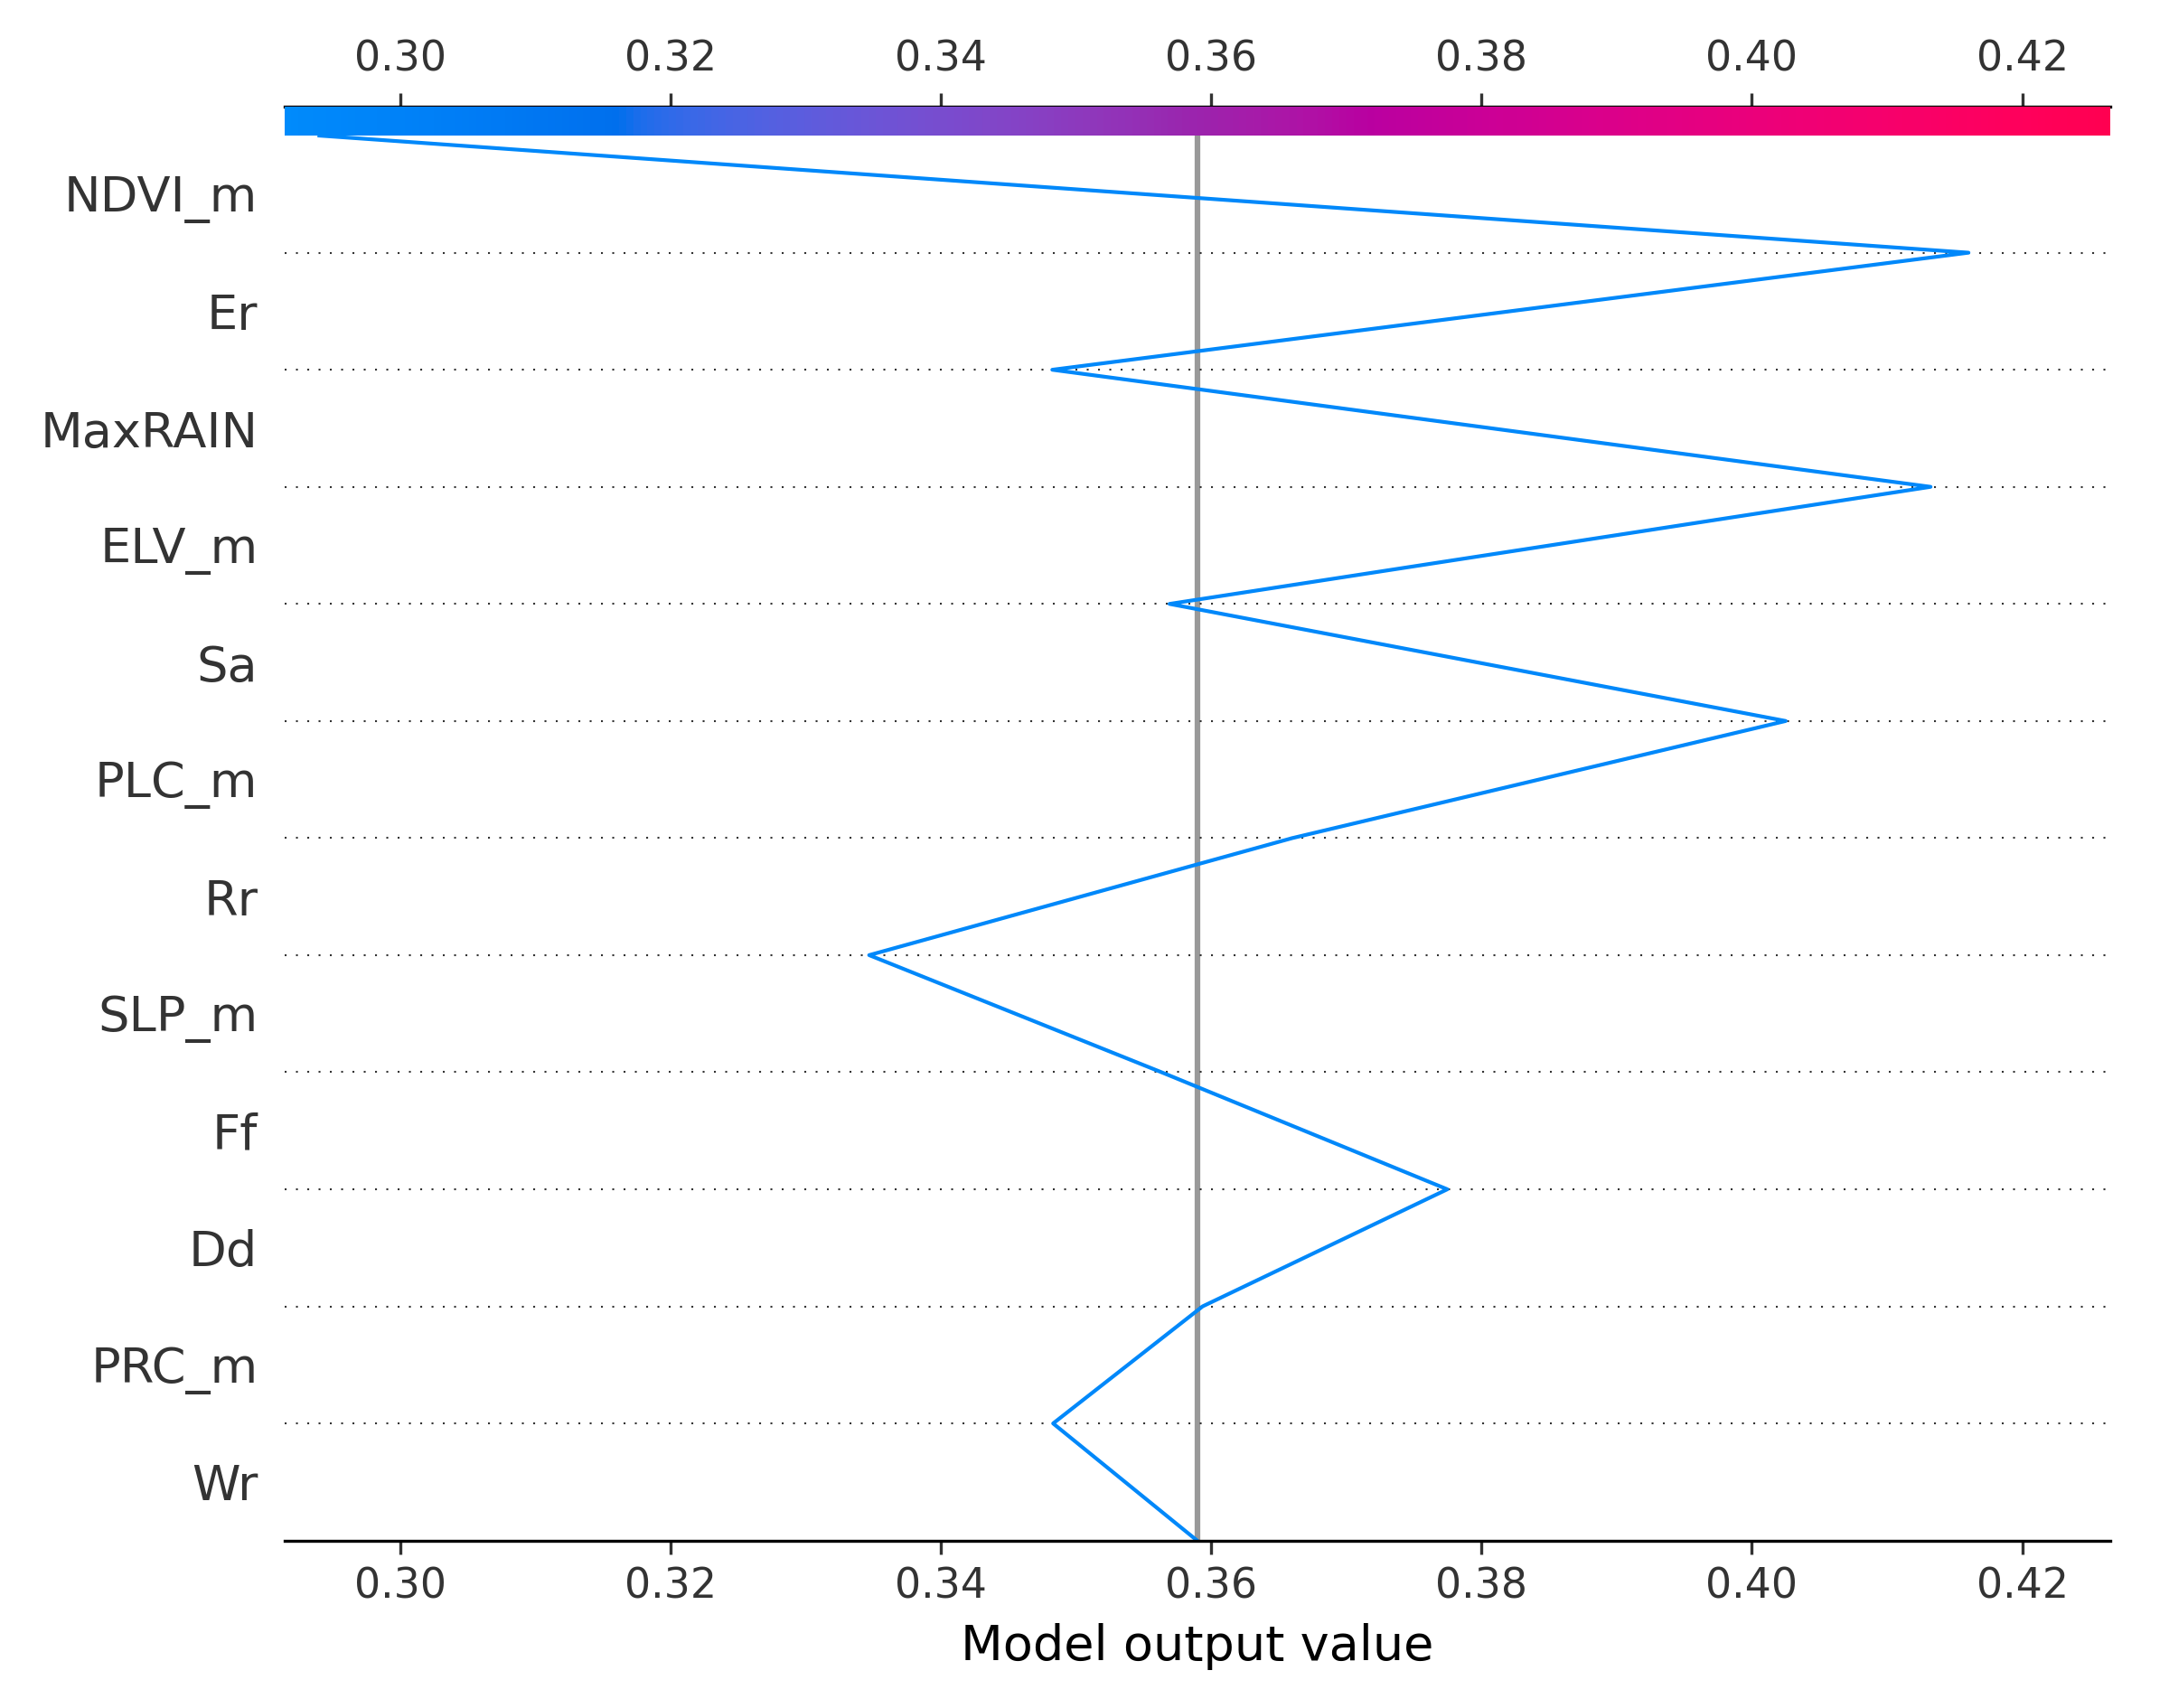 0.30 0.32 0.34 0.36 0.38 0.40 0.42
NDVI_m
Er
MaxRAIN
ELV_m
Sa
PLC_m
Rr
SLP_m
Ff
Dd
PRC_m
Wr
0.30 0.32 0.34 0.36 0.38 0.40 0.42
Model output value